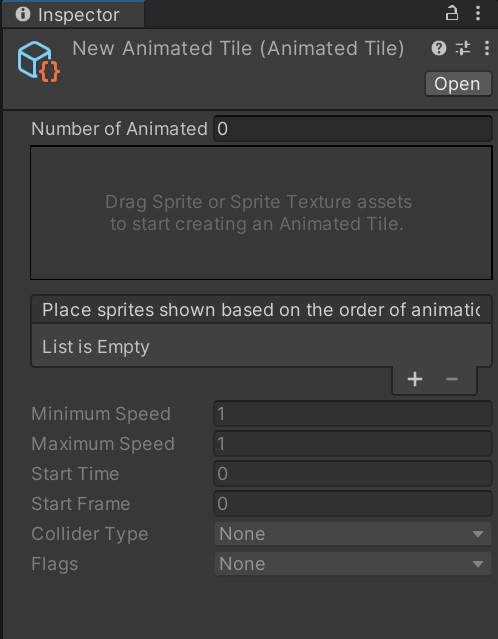 Inspector
New Animated Tile (Animated Tile)
Open
Number of Animated 0
Drag Sprite or Sprite Texture assets
to start creating an Animated Tile.
Place sprites shown based on the order of animatic
List is Empty
+ −
Minimum Speed 1
Maximum Speed 1
Start Time 0
Start Frame 0
Collider Type None
Flags None